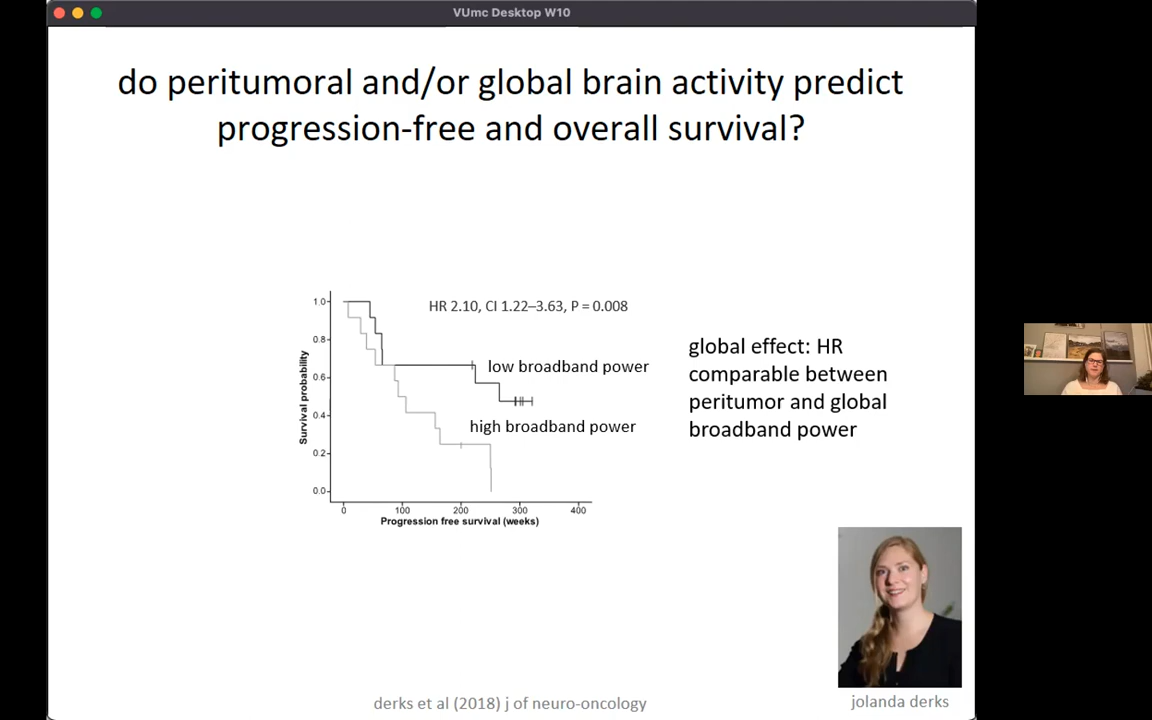 VUmc Desktop W10
do peritumoral and/or global brain activity predict
progression-free and overall survival?
HR 2.10, CI 1.22–3.63, P = 0.008
low broadband power
high broadband power
Survival probability
1.0
0.8
0.6
0.4
0.2
0.0
0 100 200 300 400
Progression free survival (weeks)
global effect: HR
comparable between
peritumor and global
broadband power
derks et al (2018) j of neuro-oncology
jolanda derks